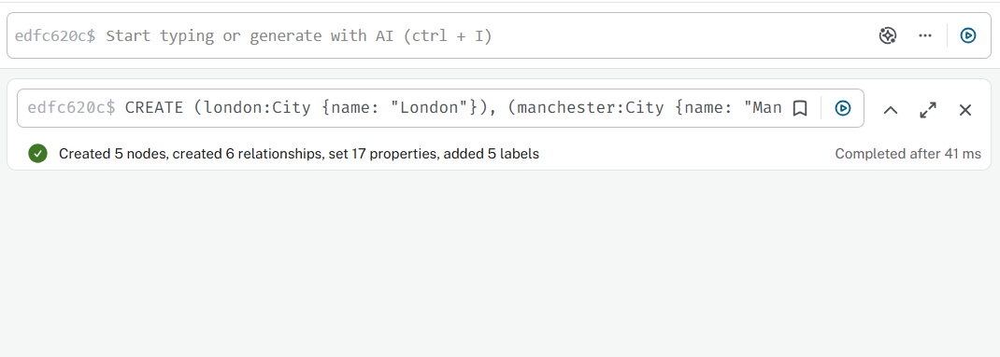 edfc620c$ Start typing or generate with AI (ctrl + I)
edfc620c$ CREATE (london:City {name: "London"}), (manchester:City {name: "Man
Created 5 nodes, created 6 relationships, set 17 properties, added 5 labels
Completed after 41 ms